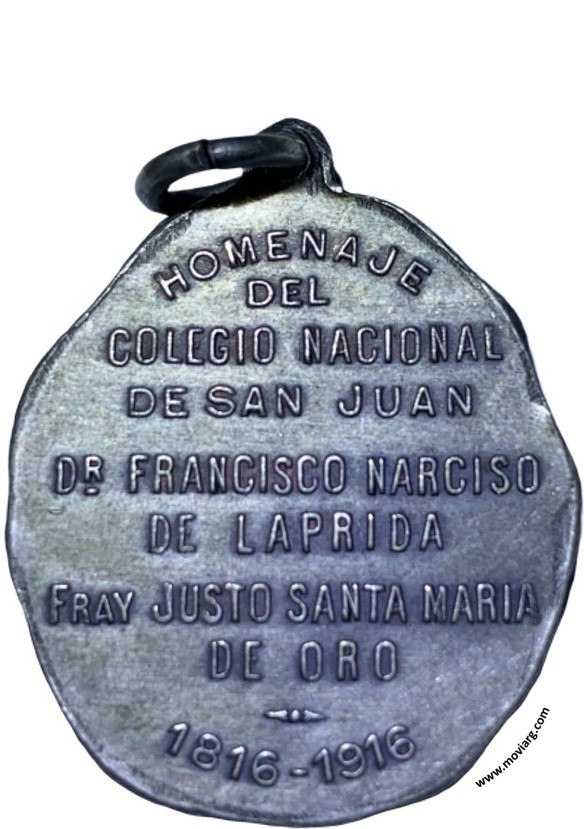 HOMENAJE
DEL
COLEGIO NACIONAL
DE SAN JUAN
DR FRANCISCO NARCISO
DE LAPRIDA
FRAY JUSTO SANTA MARIA
DE ORO
1816-1916
www.moviarg.com